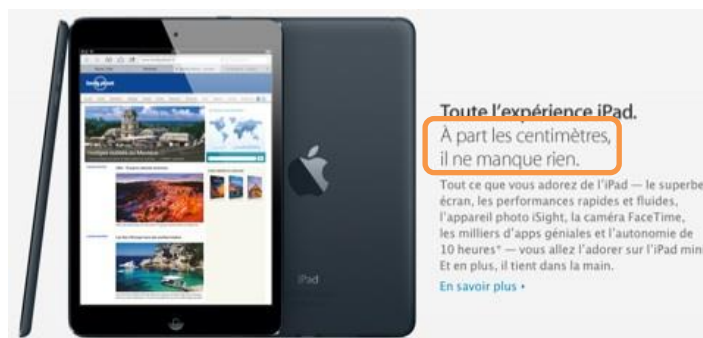 Toute l'expérience iPad.
À part les centimètres,
il ne manque rien.
Tout ce que vous adorez de l'iPad — le superbe
écran, les performances rapides et fluides,
l'appareil photo iSight, la caméra FaceTime,
les milliers d'apps géniales et l'autonomie de
10 heures* — vous allez l'adorer sur l'iPad min
Et en plus, il tient dans la main.
En savoir plus ▸
iPad